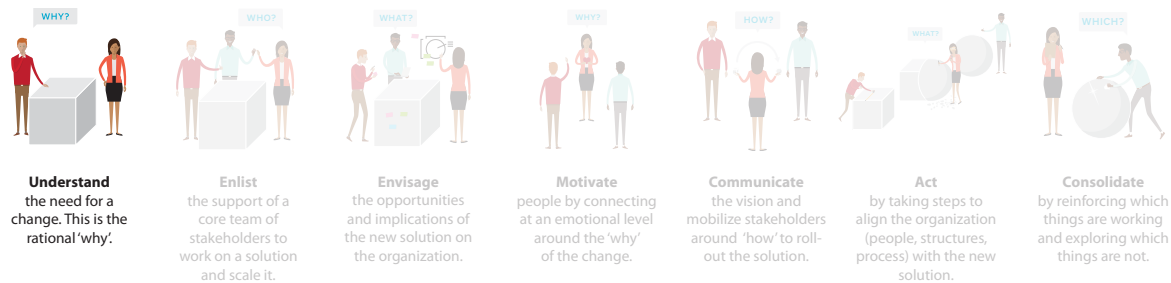 WHY?
Understand
the need for a
change. This is the
rational ‘why’.
WHO?
Enlist
the support of a
core team of
stakeholders to
work on a solution
and scale it.
WHAT?
Envisage
the opportunities
and implications of
the new solution on
the organization.
WHY?
Motivate
people by connecting
at an emotional level
around the ‘why’
of the change.
HOW?
Communicate
the vision and
mobilize stakeholders
around ‘how’ to roll-
out the solution.
WHAT?
Act
by taking steps to
align the organization
(people, structures,
process) with the new
solution.
WHICH?
Consolidate
by reinforcing which
things are working
and exploring which
things are not.